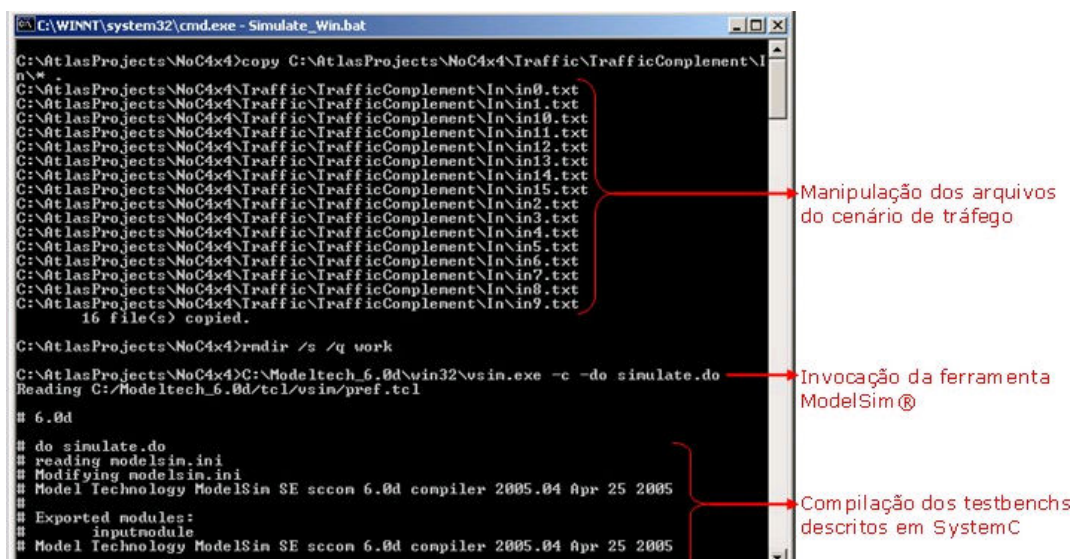 C:\WINNT\system32\cmd.exe - Simulate_Win.bat
C:\AtlasProjects\NoC4x4>copy C:\AtlasProjects\NoC4x4\Traffic\TrafficComplement\I
n\* .
C:\AtlasProjects\NoC4x4\Traffic\TrafficComplement\In\in0.txt
C:\AtlasProjects\NoC4x4\Traffic\TrafficComplement\In\in1.txt
C:\AtlasProjects\NoC4x4\Traffic\TrafficComplement\In\in10.txt
C:\AtlasProjects\NoC4x4\Traffic\TrafficComplement\In\in11.txt
C:\AtlasProjects\NoC4x4\Traffic\TrafficComplement\In\in12.txt
C:\AtlasProjects\NoC4x4\Traffic\TrafficComplement\In\in13.txt
C:\AtlasProjects\NoC4x4\Traffic\TrafficComplement\In\in14.txt
C:\AtlasProjects\NoC4x4\Traffic\TrafficComplement\In\in15.txt
C:\AtlasProjects\NoC4x4\Traffic\TrafficComplement\In\in2.txt
C:\AtlasProjects\NoC4x4\Traffic\TrafficComplement\In\in3.txt
C:\AtlasProjects\NoC4x4\Traffic\TrafficComplement\In\in4.txt
C:\AtlasProjects\NoC4x4\Traffic\TrafficComplement\In\in5.txt
C:\AtlasProjects\NoC4x4\Traffic\TrafficComplement\In\in6.txt
C:\AtlasProjects\NoC4x4\Traffic\TrafficComplement\In\in7.txt
C:\AtlasProjects\NoC4x4\Traffic\TrafficComplement\In\in8.txt
C:\AtlasProjects\NoC4x4\Traffic\TrafficComplement\In\in9.txt
16 file(s) copied.
Manipulação dos arquivos
do cenário de tráfego
C:\AtlasProjects\NoC4x4>rmdir /s /q work
C:\AtlasProjects\NoC4x4>C:\Modeltech_6.0d\win32\vsim.exe -c -do simulate.do
Reading C:/Modeltech_6.0d/tcl/vsim/pref.tcl
Invocação da ferramenta
ModelSim®
# 6.0d
# do simulate.do
# reading modelsim.ini
# Modifying modelsim.ini
# Model Technology ModelSim SE sccom 6.0d compiler 2005.04 Apr 25 2005
#
# Exported modules:
# inputmodule
# Model Technology ModelSim SE sccom 6.0d compiler 2005.04 Apr 25 2005
Compilação dos testbenchs
descritos em SystemC